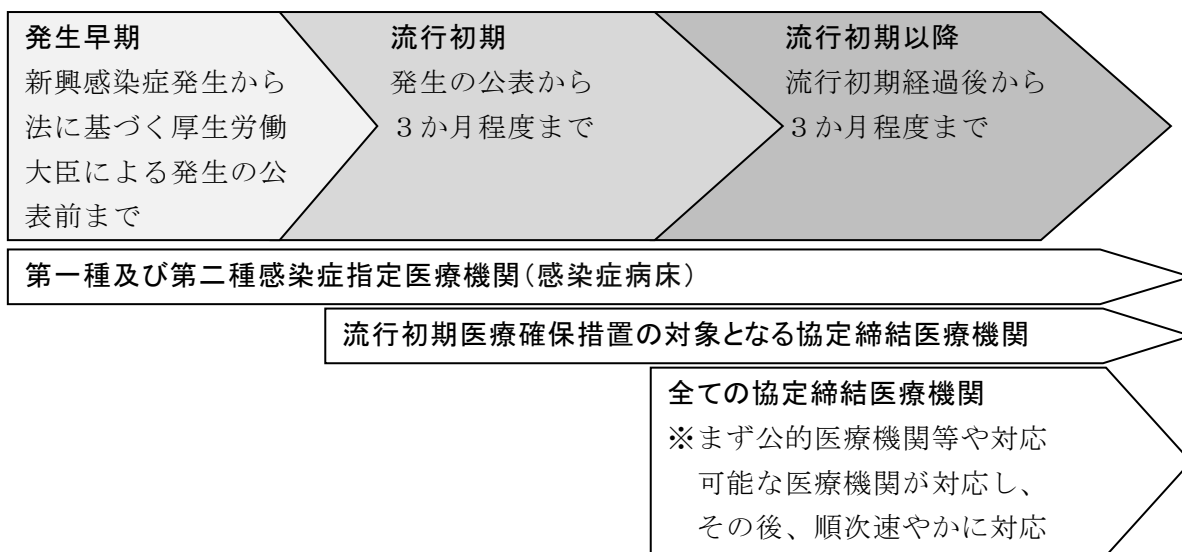 発生早期
新興感染症発生から
法に基づく厚生労働
大臣による発生の公
表前まで
流行初期
発生の公表から
３か月程度まで
流行初期以降
流行初期経過後から
３か月程度まで
第一種及び第二種感染症指定医療機関（感染症病床）
流行初期医療確保措置の対象となる協定締結医療機関
全ての協定締結医療機関
※まず公的医療機関等や対応
可能な医療機関が対応し、
その後、順次速やかに対応